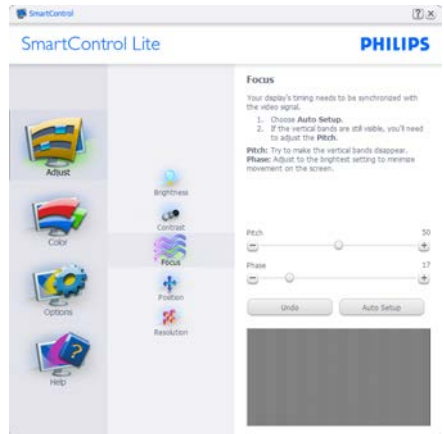 SmartControl
? ×
SmartControl Lite
PHILIPS
Adjust
Color
Options
Help
Brightness
Contrast
Focus
Position
Resolution
Focus
Your display's timing needs to be synchronized with
the video signal.
1. Choose Auto Setup.
2. If the vertical bands are still visible, you'll need
to adjust the Pitch.
Pitch: Try to make the vertical bands disappear.
Phase: Adjust to the brightest setting to minimize
movement on the screen.
Pitch 50
Phase 17
Undo Auto Setup